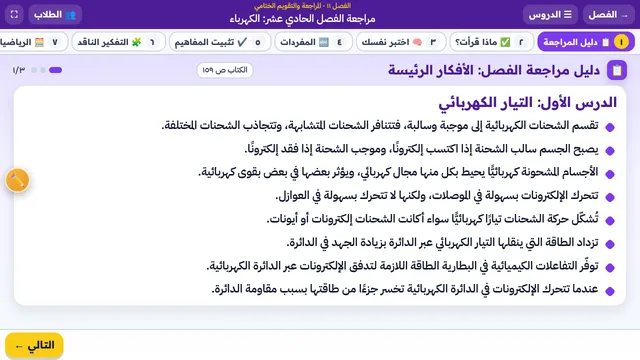 → الفصل
☰ الدروس
الفصل ١١ · المراجعة والتقويم الختامي
مراجعة الفصل الحادي عشر: الكهرباء
الطلاب
١ دليل المراجعة
٢ ماذا قرأت؟
٣ اختبر نفسك
٤ المفردات
٥ تثبيت المفاهيم
٦ التفكير الناقد
٧ الرياضيا
دليل مراجعة الفصل: الأفكار الرئيسة
الكتاب ص ١٥٩
١/٣
الدرس الأول: التيار الكهربائي
تقسم الشحنات الكهربائية إلى موجبة وسالبة، فتتنافر الشحنات المتشابهة، وتتجاذب الشحنات المختلفة.
يصبح الجسم سالب الشحنة إذا اكتسب إلكترونًا، وموجب الشحنة إذا فقد إلكترونًا.
الأجسام المشحونة كهربائيًّا يحيط بكل منها مجال كهربائي، ويؤثر بعضها في بعض بقوى كهربائية.
تتحرك الإلكترونات بسهولة في الموصلات، ولكنها لا تتحرك بسهولة في العوازل.
تُشكّل حركة الشحنات تيارًا كهربائيًّا سواء أكانت الشحنات إلكترونات أو أيونات.
تزداد الطاقة التي ينقلها التيار الكهربائي عبر الدائرة بزيادة الجهد في الدائرة.
توفّر التفاعلات الكيميائية في البطارية الطاقة اللازمة لتدفق الإلكترونات عبر الدائرة الكهربائية.
عندما تتحرك الإلكترونات في الدائرة الكهربائية تخسر جزءًا من طاقتها بسبب مقاومة الدائرة.
التالي ←